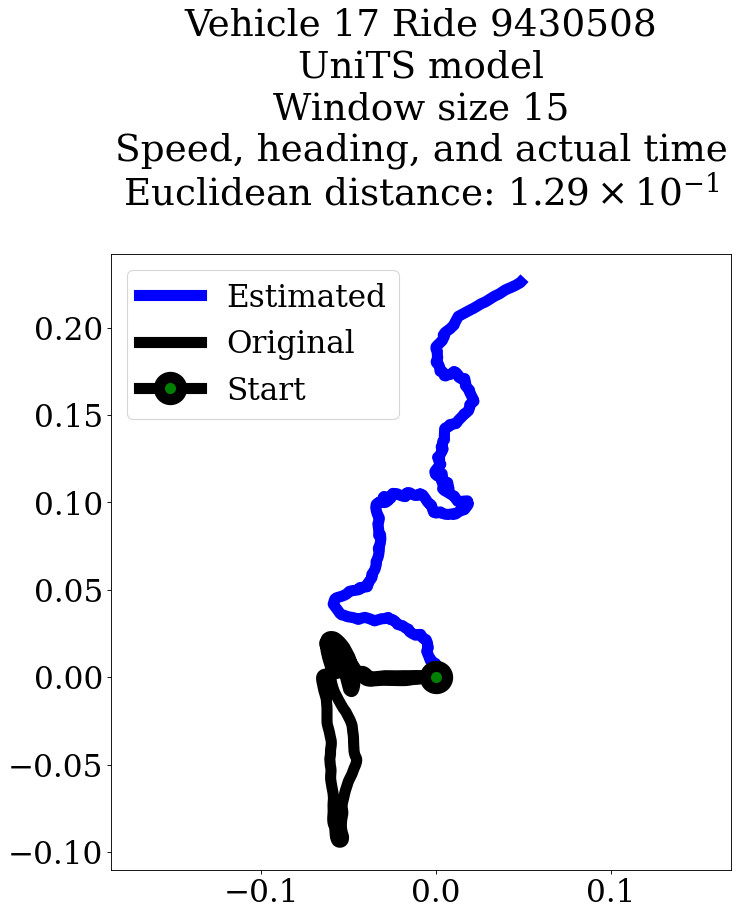 Vehicle 17 Ride 9430508
UniTS model
Window size 15
Speed, heading, and actual time
Euclidean distance: 1.29 × 10⁻¹
Estimated
Original
Start
0.20
0.15
0.10
0.05
0.00
−0.05
−0.10
−0.1 0.0 0.1